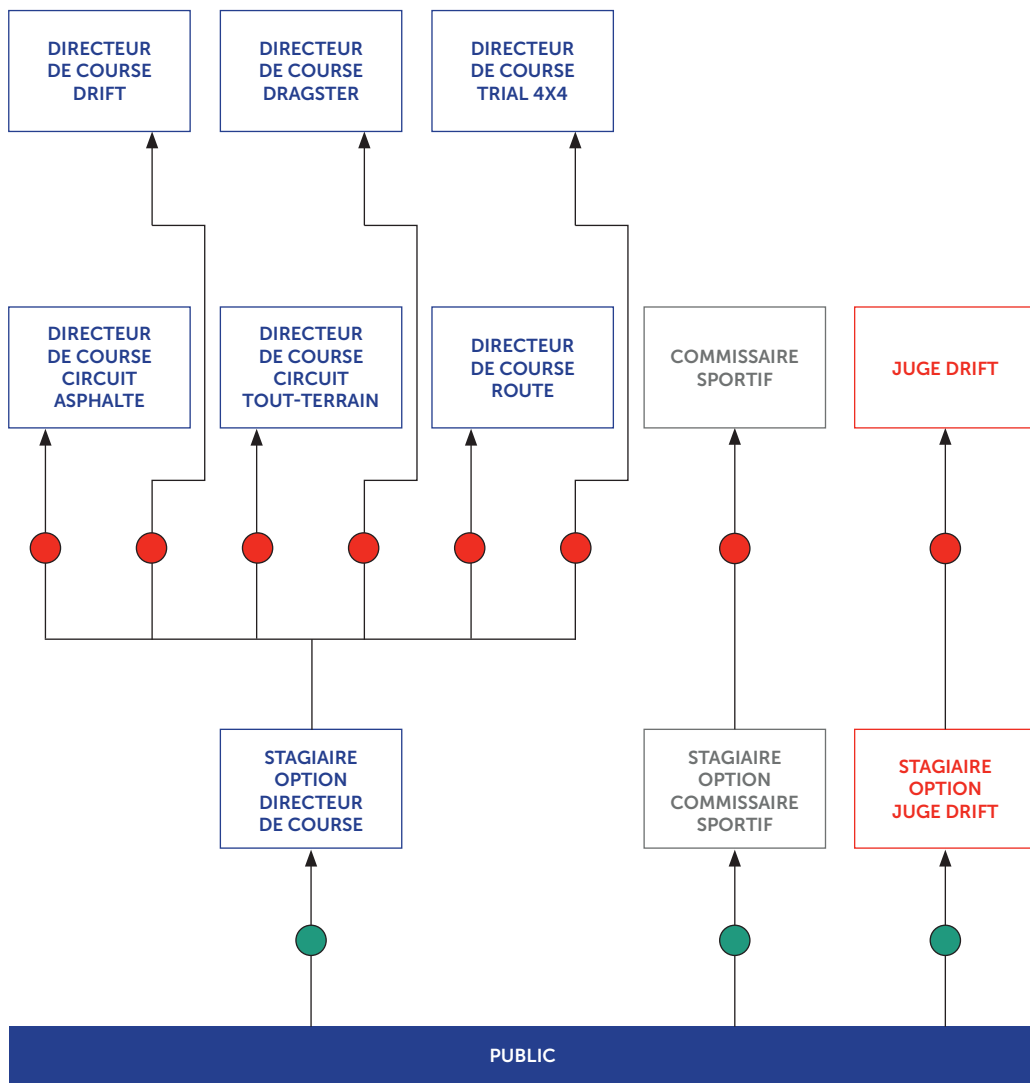 DIRECTEUR
DE COURSE
DRIFT
DIRECTEUR
DE COURSE
DRAGSTER
DIRECTEUR
DE COURSE
TRIAL 4X4
DIRECTEUR
DE COURSE
CIRCUIT
ASPHALTE
DIRECTEUR
DE COURSE
CIRCUIT
TOUT-TERRAIN
DIRECTEUR
DE COURSE
ROUTE
COMMISSAIRE
SPORTIF
JUGE DRIFT
STAGIAIRE
OPTION
DIRECTEUR
DE COURSE
STAGIAIRE
OPTION
COMMISSAIRE
SPORTIF
STAGIAIRE
OPTION
JUGE DRIFT
PUBLIC